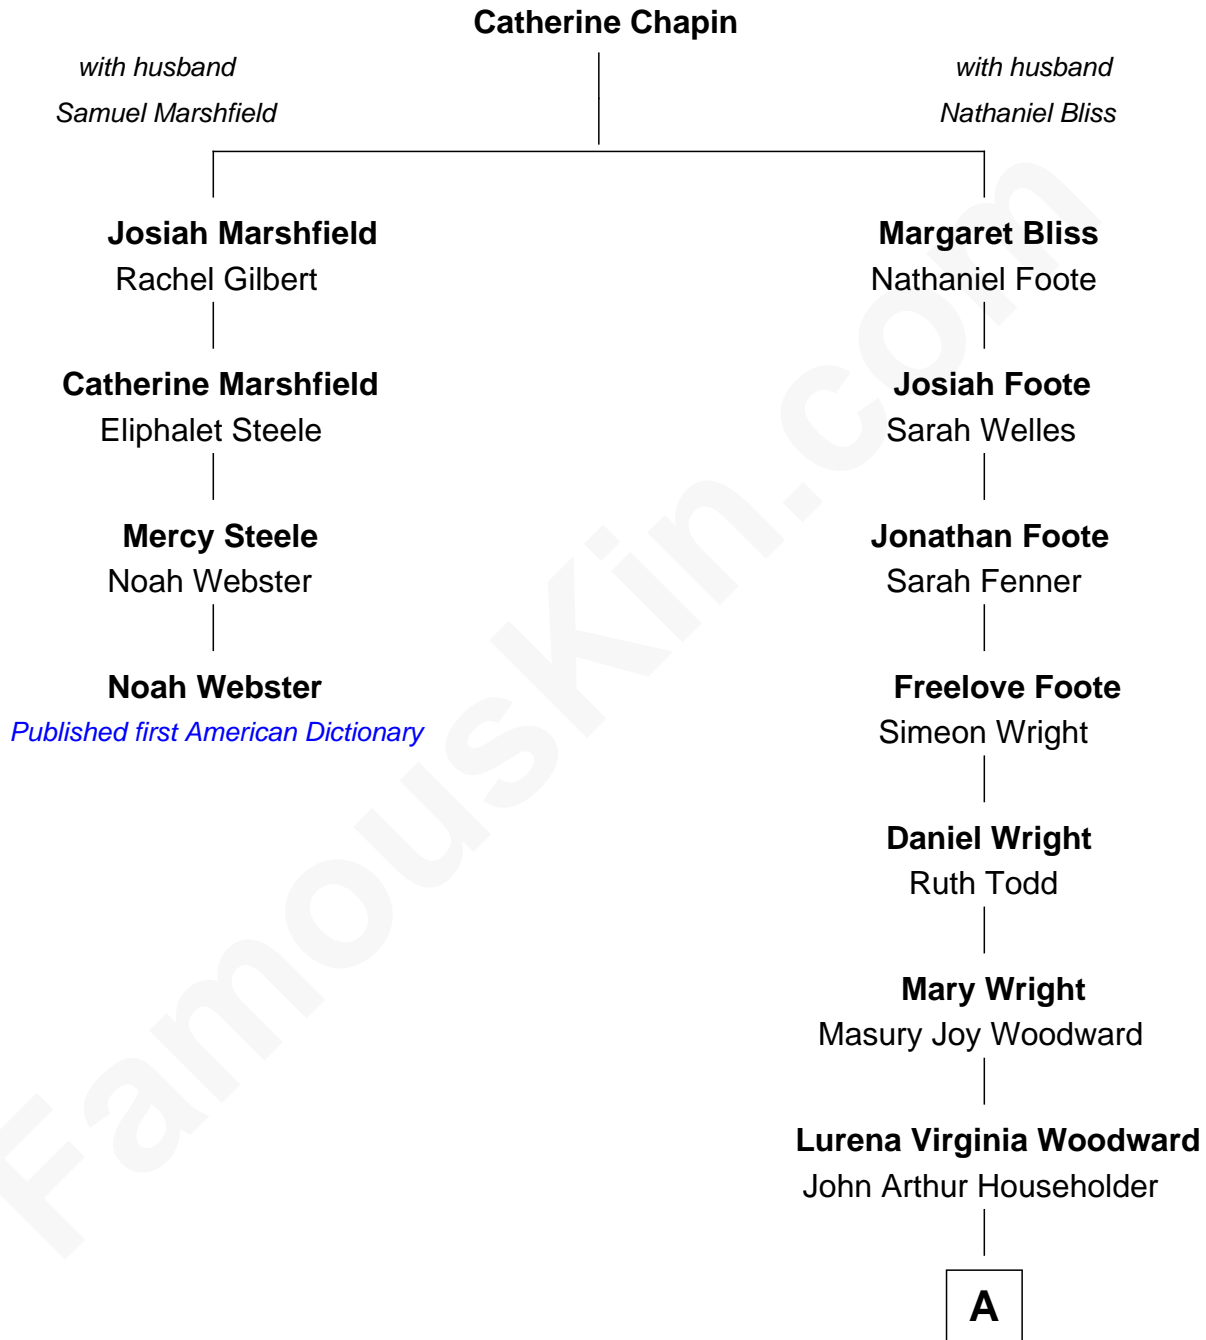 Catherine Chapin
with husband
Samuel Marshfield
with husband
Nathaniel Bliss
Josiah Marshfield
Rachel Gilbert
Catherine Marshfield
Eliphalet Steele
Mercy Steele
Noah Webster
Noah Webster
Published first American Dictionary
Margaret Bliss
Nathaniel Foote
Josiah Foote
Sarah Welles
Jonathan Foote
Sarah Fenner
Freelove Foote
Simeon Wright
Daniel Wright
Ruth Todd
Mary Wright
Masury Joy Woodward
Lurena Virginia Woodward
John Arthur Householder
A
FamousKin.com